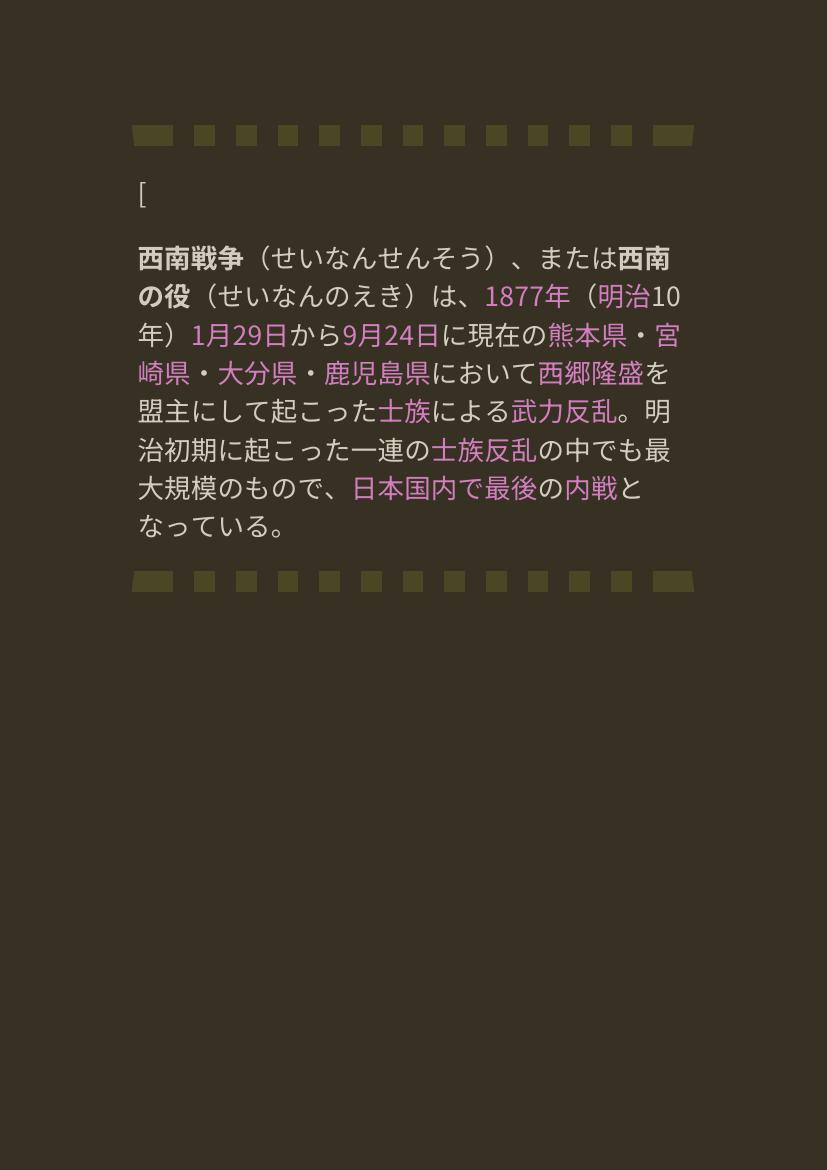 [
西南戦争（せいなんせんそう）、または西南
の役（せいなんのえき）は、1877年（明治10
年）1月29日から9月24日に現在の熊本県・宮
崎県・大分県・鹿児島県において西郷隆盛を
盟主にして起こった士族による武力反乱。明
治初期に起こった一連の士族反乱の中でも最
大規模のもので、日本国内で最後の内戦と
なっている。